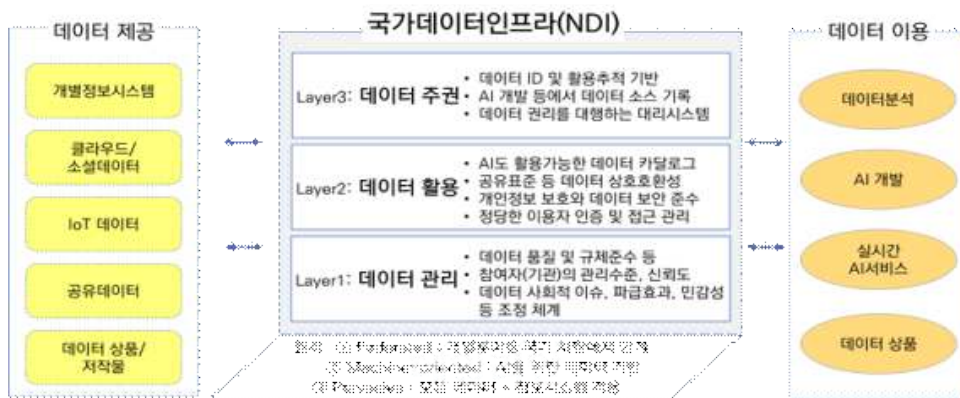 데이터 제공
개별정보시스템
클라우드/
소셜데이터
IoT 데이터
공유데이터
데이터 상품/
저작물
국가데이터인프라(NDI)
Layer3: 데이터 주권
• 데이터 ID 및 활용추적 기반
• AI 개발 등에서 데이터 소스 기록
• 데이터 권리를 대행하는 대리시스템
Layer2: 데이터 활용
• AI도 활용가능한 데이터 카달로그
• 공유표준 등 데이터 상호호환성
• 개인정보 보호와 데이터 보안 준수
• 정당한 이용자 인증 및 접근 관리
Layer1: 데이터 관리
• 데이터 품질 및 규제준수 등
• 참여자(기관)의 관리수준, 신뢰도
• 데이터 사회적 이슈, 파급효과, 민감성
등 조정 체계
데이터 이용
데이터분석
AI 개발
실시간
AI서비스
데이터 상품